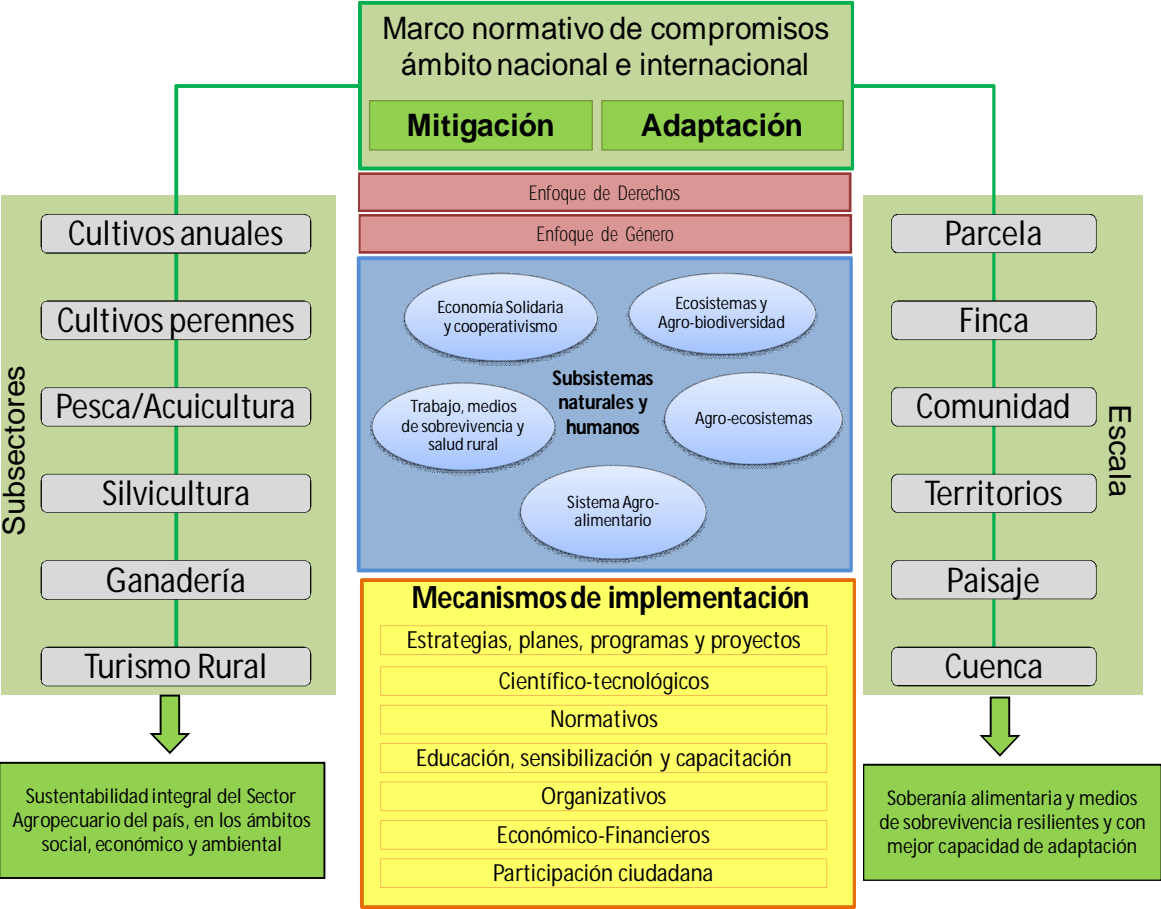 Marco normativo de compromisos
ámbito nacional e internacional
Mitigación
Adaptación
Enfoque de Derechos
Enfoque de Género
Subsectores
Cultivos anuales
Cultivos perennes
Pesca/Acuicultura
Silvicultura
Ganadería
Turismo Rural
Sustentabilidad integral del Sector
Agropecuario del país, en los ámbitos
social, económico y ambiental
Economía Solidaria
y cooperativismo
Ecosistemas y
Agro-biodiversidad
Subsistemas
naturales y
humanos
Trabajo, medios
de sobrevivencia y
salud rural
Agro-ecosistemas
Sistema Agro-
alimentario
Mecanismos de implementación
Estrategias, planes, programas y proyectos
Científico-tecnológicos
Normativos
Educación, sensibilización y capacitación
Organizativos
Económico-Financieros
Participación ciudadana
Escala
Parcela
Finca
Comunidad
Territorios
Paisaje
Cuenca
Soberanía alimentaria y medios
de sobrevivencia resilientes y con
mejor capacidad de adaptación